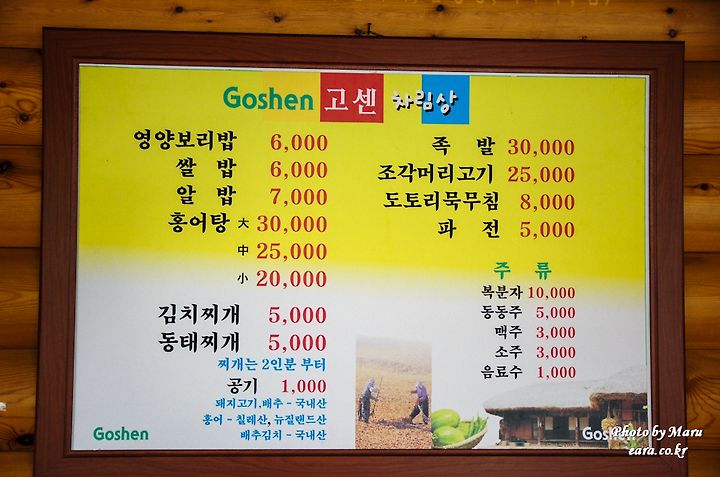 Goshen 고센 차림상
영양보리밥 6,000
쌀 밥 6,000
알 밥 7,000
홍어탕 大 30,000
中 25,000
小 20,000
김치찌개 5,000
동태찌개 5,000
찌개는 2인분 부터
공기 1,000
돼지고기.배추 - 국내산
홍어 - 칠레산, 뉴질랜드산
배추김치 - 국내산
족 발 30,000
조각머리고기 25,000
도토리묵무침 8,000
파 전 5,000
주 류
복분자 10,000
동동주 5,000
맥주 3,000
소주 3,000
음료수 1,000
Goshen
Goshen
Photo by Maru
eara.co.kr